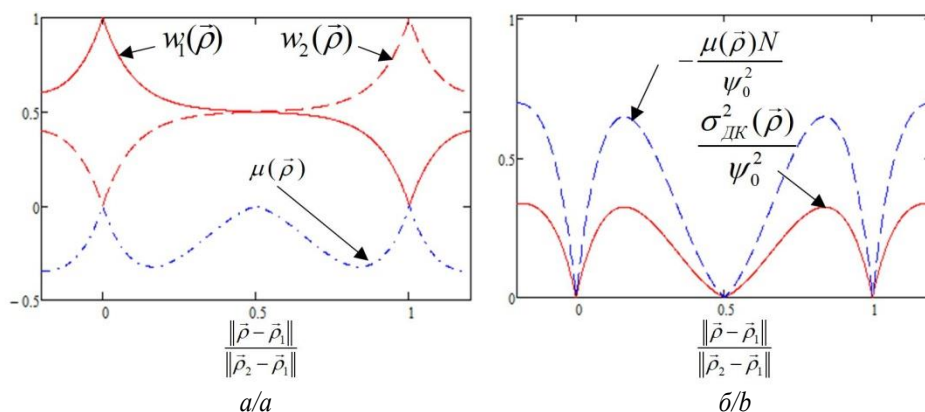 1
w₁(ρ⃗)
w₂(ρ⃗)
0.5
μ(ρ⃗)
0
−0.5
0
0.5
1
‖ρ⃗ − ρ⃗₁‖
‖ρ⃗₂ − ρ⃗₁‖
а/a
1
−μ(ρ⃗)N
ψ₀²
σ²ДК(ρ⃗)
ψ₀²
0.5
0
0
0.5
1
‖ρ⃗ − ρ⃗₁‖
‖ρ⃗₂ − ρ⃗₁‖
б/b